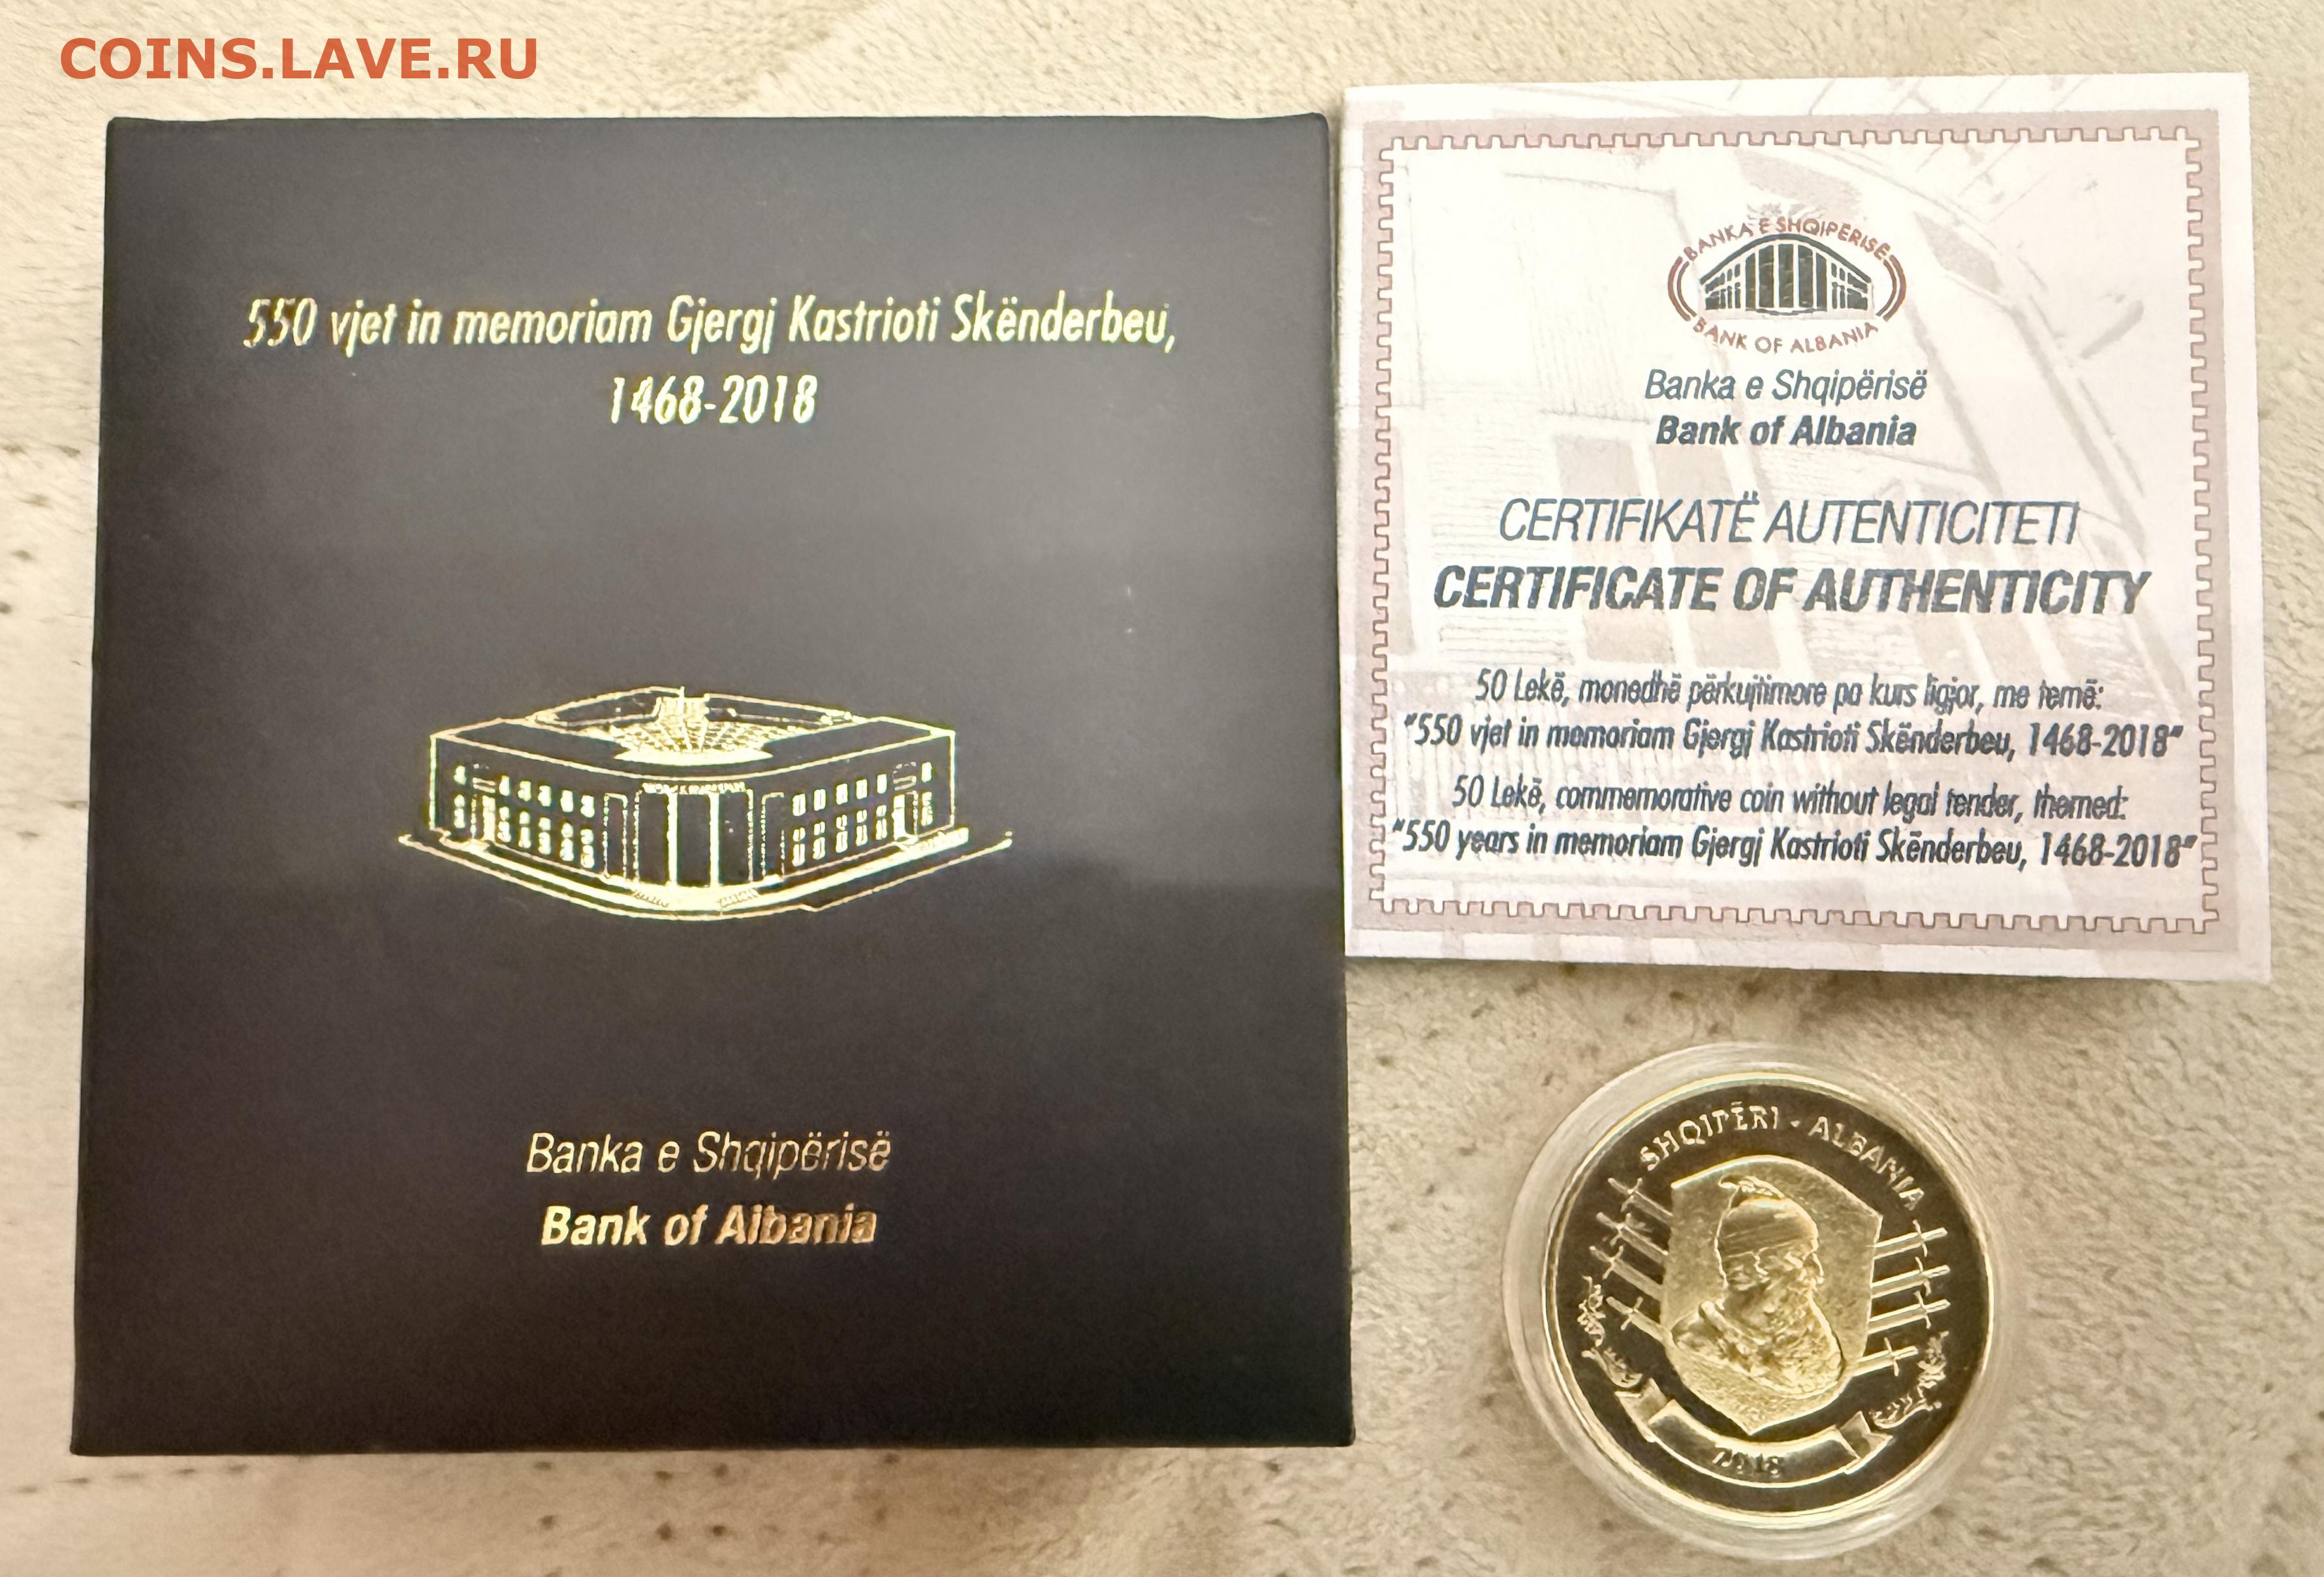 COINS.LAVE.RU
550 vjet in memoriam Gjergj Kastrioti Skënderbeu,
1468-2018
Banka e Shqipërisë
Bank of Albania
BANKA E SHQIPËRISË
BANK OF ALBANIA
Banka e Shqipërisë
Bank of Albania
CERTIFIKATË AUTENTICITETI
CERTIFICATE OF AUTHENTICITY
50 Lekë, monedhë përkujtimore pa kurs ligjor, me temë:
"550 vjet in memoriam Gjergj Kastrioti Skënderbeu, 1468-2018"
50 Lekë, commemorative coin without legal tender, themed:
"550 years in memoriam Gjergj Kastrioti Skënderbeu, 1468-2018"
SHQIPËRI - ALBANIA
2018